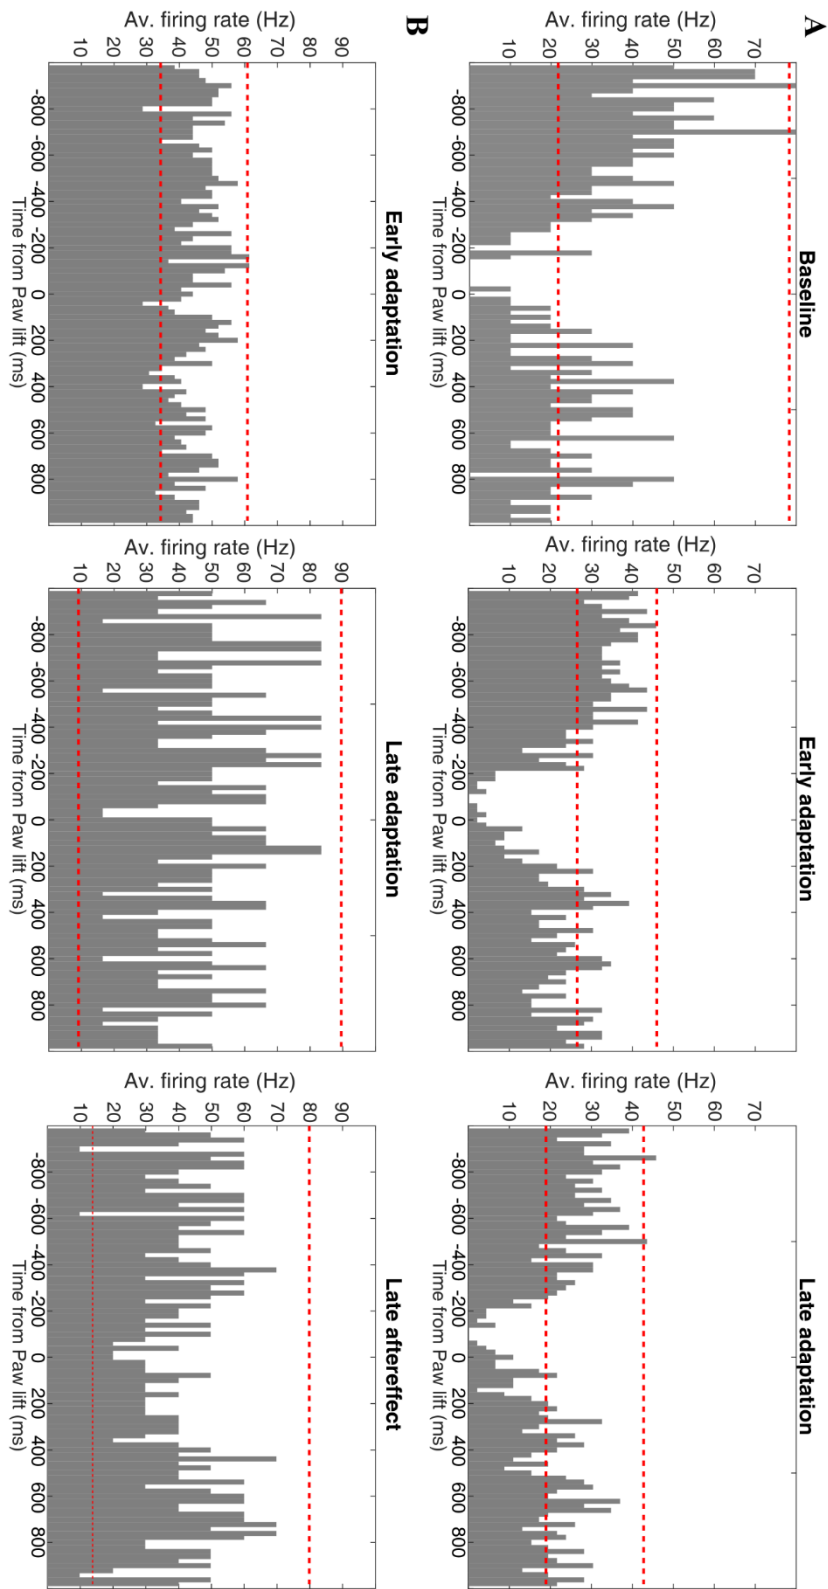 A
Baseline
Av. firing rate (Hz)
10 20 30 40 50 60 70
-800 -600 -400 -200 0 200 400 600 800
Time from Paw lift (ms)
Early adaptation
Av. firing rate (Hz)
10 20 30 40 50 60 70
-800 -600 -400 -200 0 200 400 600 800
Time from Paw lift (ms)
Late adaptation
Av. firing rate (Hz)
10 20 30 40 50 60 70
-800 -600 -400 -200 0 200 400 600 800
Time from Paw lift (ms)
B
Early adaptation
Av. firing rate (Hz)
10 20 30 40 50 60 70 80 90
-800 -600 -400 -200 0 200 400 600 800
Time from Paw lift (ms)
Late adaptation
Av. firing rate (Hz)
10 20 30 40 50 60 70 80 90
-800 -600 -400 -200 0 200 400 600 800
Time from Paw lift (ms)
Late aftereffect
Av. firing rate (Hz)
10 20 30 40 50 60 70 80 90
-800 -600 -400 -200 0 200 400 600 800
Time from Paw lift (ms)